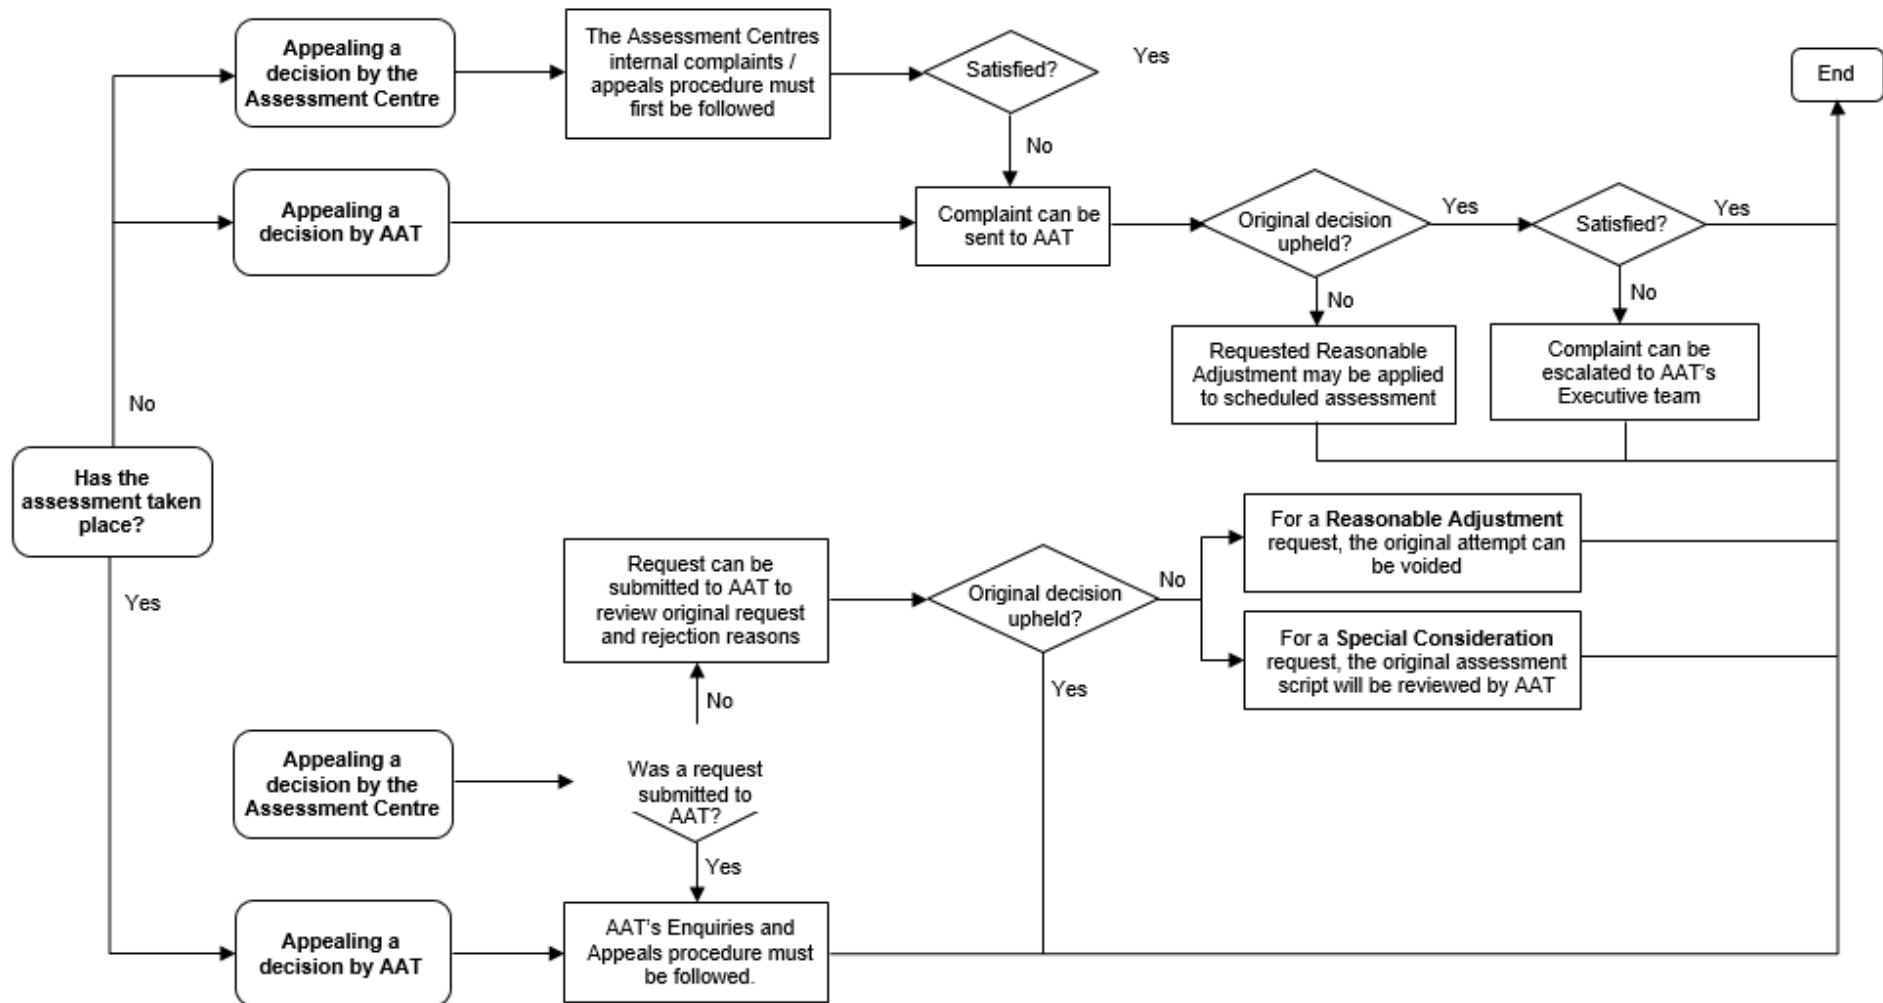 Appealing a
decision by the
Assessment Centre
The Assessment Centres
internal complaints /
appeals procedure must
first be followed
Satisfied?
Yes
End
No
Appealing a
decision by AAT
Complaint can be
sent to AAT
Original decision
upheld?
Yes
Satisfied?
Yes
No
No
Requested Reasonable
Adjustment may be applied
to scheduled assessment
Complaint can be
escalated to AAT's
Executive team
No
Has the
assessment taken
place?
Yes
Request can be
submitted to AAT to
review original request
and rejection reasons
Original decision
upheld?
No
For a Reasonable Adjustment
request, the original attempt can
be voided
For a Special Consideration
request, the original assessment
script will be reviewed by AAT
Yes
No
Appealing a
decision by the
Assessment Centre
Was a request
submitted to
AAT?
Yes
Appealing a
decision by AAT
AAT's Enquiries and
Appeals procedure must
be followed.